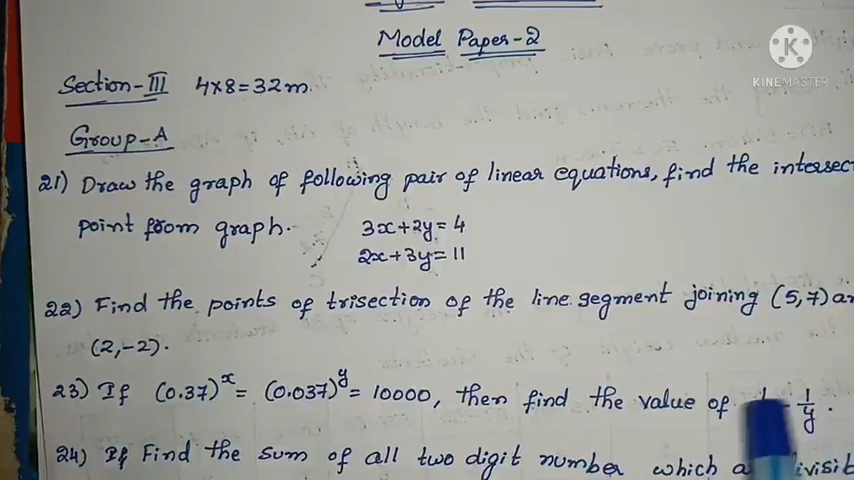 Model Paper-2
K
KINEMASTER
Section-III 4x8=32m.
Group-A
21) Draw the graph of following pair of linear equations, find the intersec
point from graph. 3x+2y=4
2x+3y=11
22) Find the points of trisection of the line segment joining (5,7) a
(2,-2).
23) If (0.37)^x = (0.037)^y = 10000, then find the value of - 1/y.
24) If Find the sum of all two digit number which a divisib